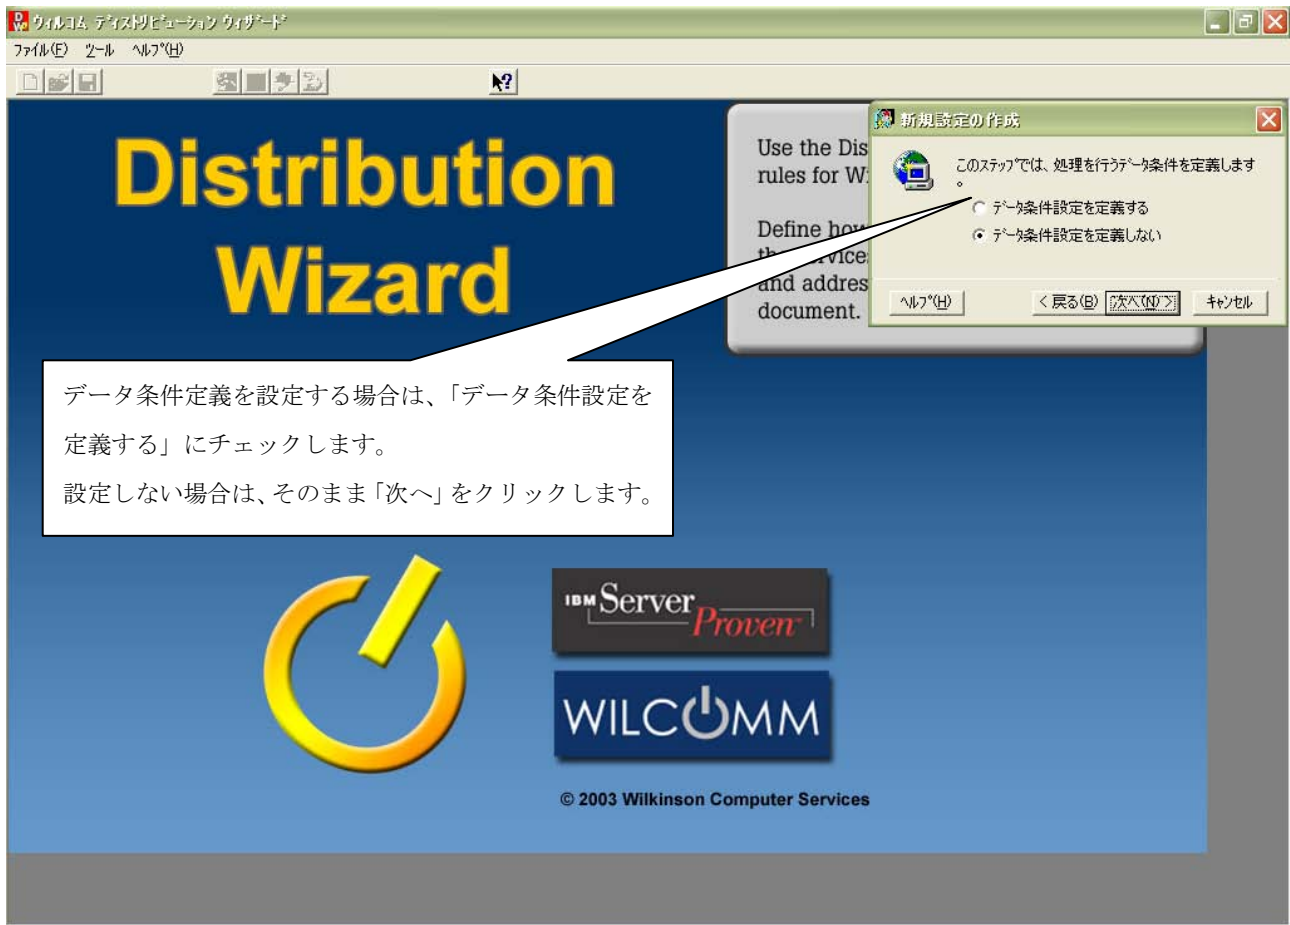 ウィルコム ディストリビューション ウィザード
ファイル(F) ツール ヘルプ(H)
Distribution
Wizard
Use the Dis
rules for Wi
Define how
the service
and addres
document.
新規設定の作成
このステップでは、処理を行うデータ条件を定義します
。
データ条件設定を定義する
データ条件設定を定義しない
ヘルプ(H) < 戻る(B) 次へ(N) > キャンセル
データ条件定義を設定する場合は、「データ条件設定を
定義する」にチェックします。
設定しない場合は、そのまま「次へ」をクリックします。
IBM Server
Proven
WILCOMM
© 2003 Wilkinson Computer Services